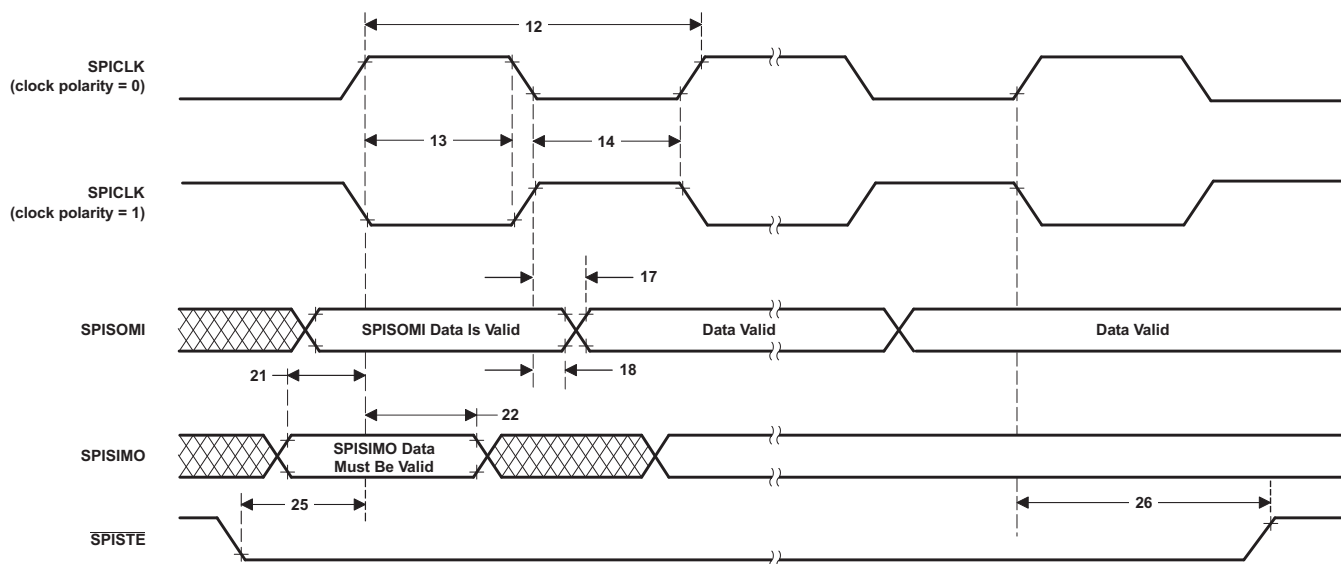 12
SPICLK
(clock polarity = 0)
13
14
SPICLK
(clock polarity = 1)
17
SPISOMI
SPISOMI Data Is Valid
Data Valid
Data Valid
21
18
22
SPISIMO
SPISIMO Data
Must Be Valid
25
26
SPISTE